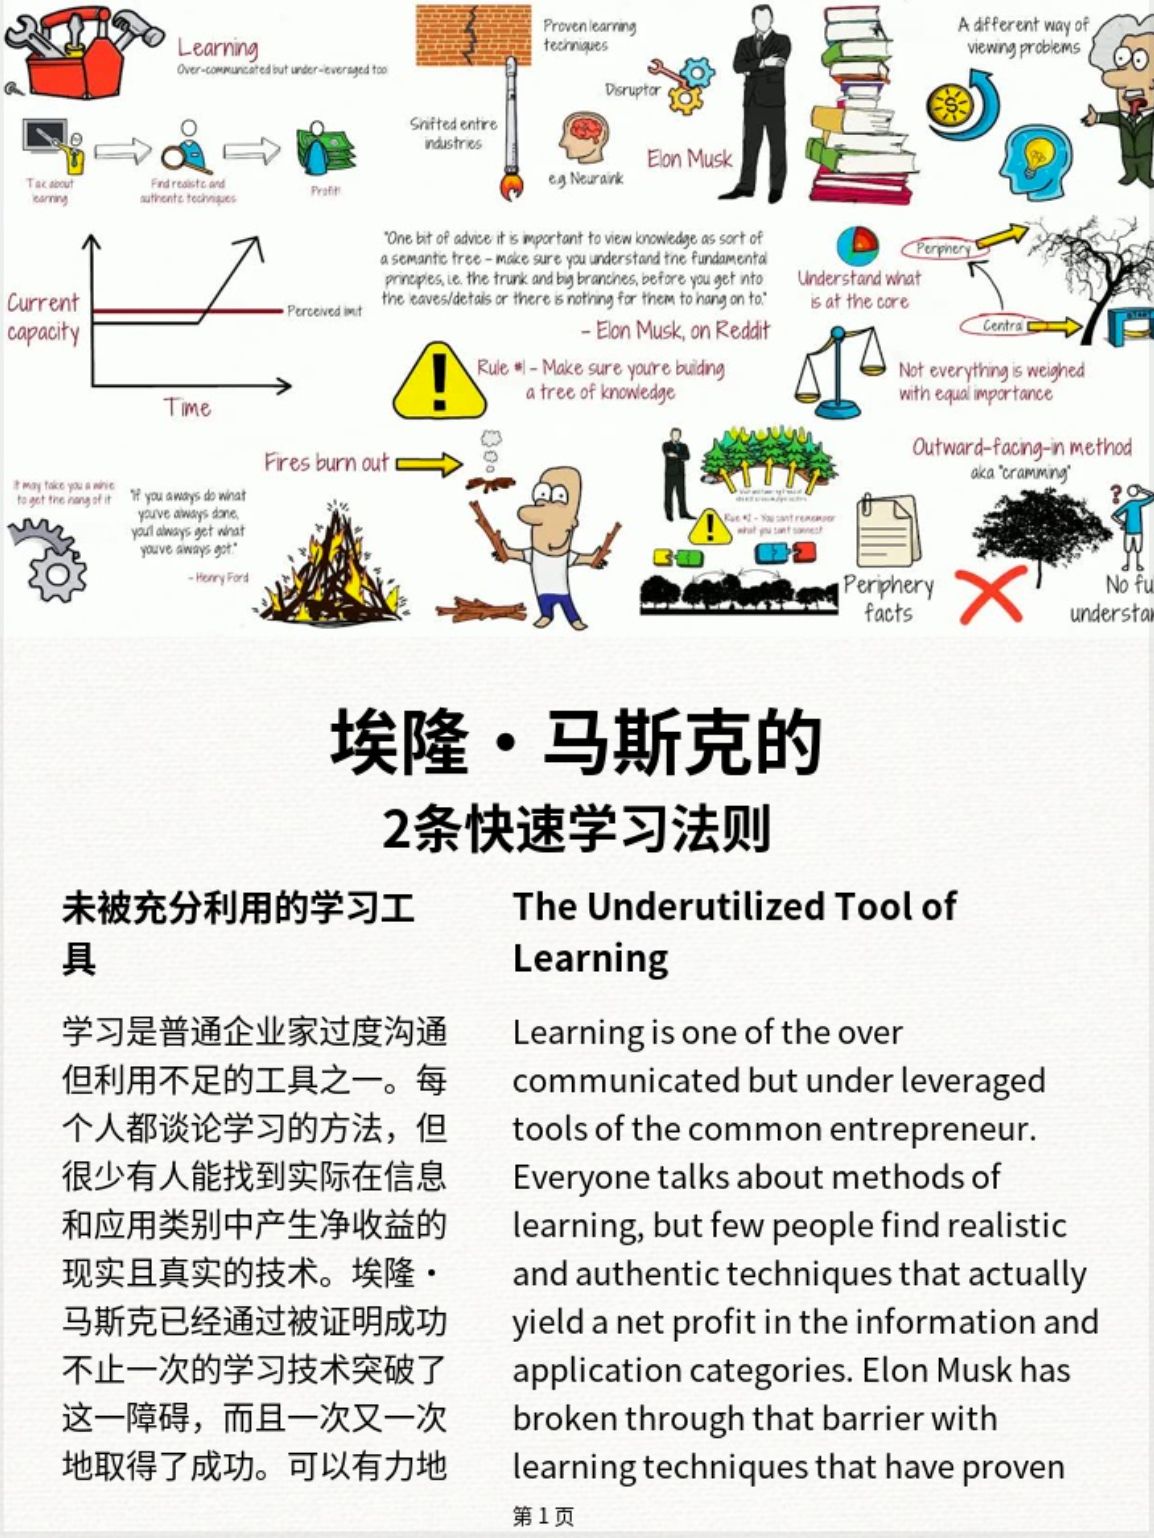 Learning
Over-communicated but under-leveraged too
Talk about
learning
Find realistic and
authentic techniques
Profit!
Proven learning
techniques
Shifted entire
industries
e.g. Neuralink
Disruptor
Elon Musk
A different way of
viewing problems
Current
capacity
Perceived limit
Time
"One bit of advice it is important to view knowledge as sort of
a semantic tree – make sure you understand the fundamental
principles, i.e. the trunk and big branches, before you get into
the leaves/details or there is nothing for them to hang on to."
– Elon Musk, on Reddit
Rule #1 – Make sure you're building
a tree of knowledge
Understand what
is at the core
Periphery
Central
START
Not everything is weighed
with equal importance
It may take you a while
to get the hang of it
"If you always do what
you've always done,
you'll always get what
you've always got."
– Henry Ford
Fires burn out
Rule #2 – You can't remember
what you can't connect
Outward-facing-in method
aka "cramming"
Periphery
facts
?
No fu
understan
埃隆·马斯克的
2条快速学习法则
未被充分利用的学习工
具
学习是普通企业家过度沟通
但利用不足的工具之一。每
个人都谈论学习的方法，但
很少有人能找到实际在信息
和应用类别中产生净收益的
现实且真实的技术。埃隆·
马斯克已经通过被证明成功
不止一次的学习技术突破了
这一障碍，而且一次又一次
地取得了成功。可以有力地
The Underutilized Tool of
Learning
Learning is one of the over
communicated but under leveraged
tools of the common entrepreneur.
Everyone talks about methods of
learning, but few people find realistic
and authentic techniques that actually
yield a net profit in the information and
application categories. Elon Musk has
broken through that barrier with
learning techniques that have proven
第 1 页